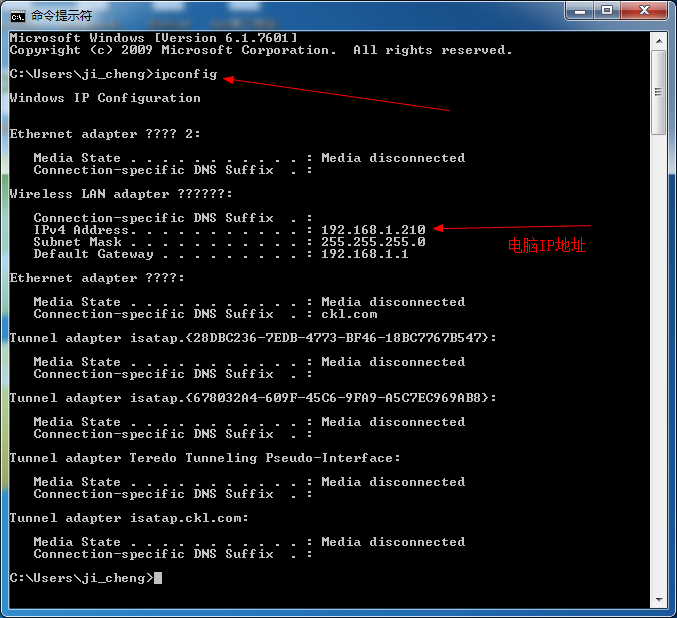 命令提示符
Microsoft Windows [Version 6.1.7601]
Copyright (c) 2009 Microsoft Corporation.  All rights reserved.
C:\Users\ji_cheng>ipconfig
Windows IP Configuration
Ethernet adapter ???? 2:
   Media State . . . . . . . . . . . : Media disconnected
   Connection-specific DNS Suffix  . :
Wireless LAN adapter ??????:
   Connection-specific DNS Suffix  . :
   IPv4 Address. . . . . . . . . . . : 192.168.1.210
   Subnet Mask . . . . . . . . . . . : 255.255.255.0
电脑IP地址
   Default Gateway . . . . . . . . . : 192.168.1.1
Ethernet adapter ????:
   Media State . . . . . . . . . . . : Media disconnected
   Connection-specific DNS Suffix  . : ckl.com
Tunnel adapter isatap.{28DBC236-7EDB-4773-BF46-18BC7767B547}:
   Media State . . . . . . . . . . . : Media disconnected
   Connection-specific DNS Suffix  . :
Tunnel adapter isatap.{678032A4-609F-45C6-9FA9-A5C7EC969AB8}:
   Media State . . . . . . . . . . . : Media disconnected
   Connection-specific DNS Suffix  . :
Tunnel adapter Teredo Tunneling Pseudo-Interface:
   Media State . . . . . . . . . . . : Media disconnected
   Connection-specific DNS Suffix  . :
Tunnel adapter isatap.ckl.com:
   Media State . . . . . . . . . . . : Media disconnected
   Connection-specific DNS Suffix  . :
C:\Users\ji_cheng>